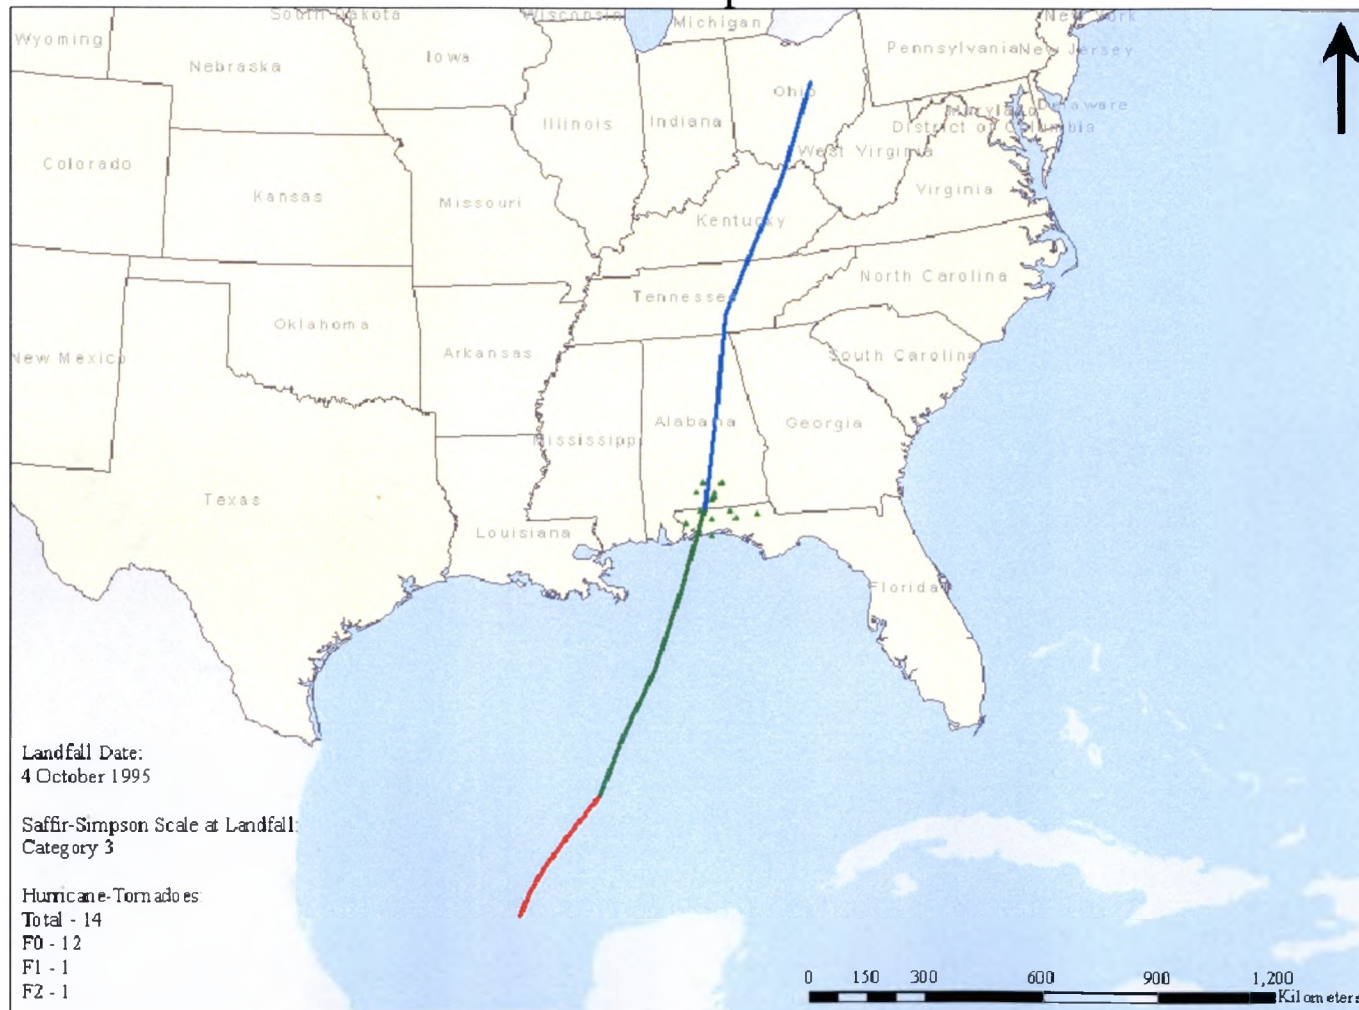 South Dakota
Wisconsin
Michigan
New York
Wyoming
Nebraska
Iowa
Pennsylvania
New Jersey
Ohio
Illinois
Indiana
Maryland
Delaware
District of Columbia
Colorado
West Virginia
Kansas
Missouri
Virginia
Kentucky
North Carolina
Tennessee
Oklahoma
New Mexico
Arkansas
South Carolina
Alabama
Georgia
Mississippi
Texas
Louisiana
Florida
Landfall Date:
4 October 1995
Saffir-Simpson Scale at Landfall:
Category 3
Hurricane-Tornadoes:
Total - 14
F0 - 12
F1 - 1
F2 - 1
0 150 300 600 900 1,200
Kilometers